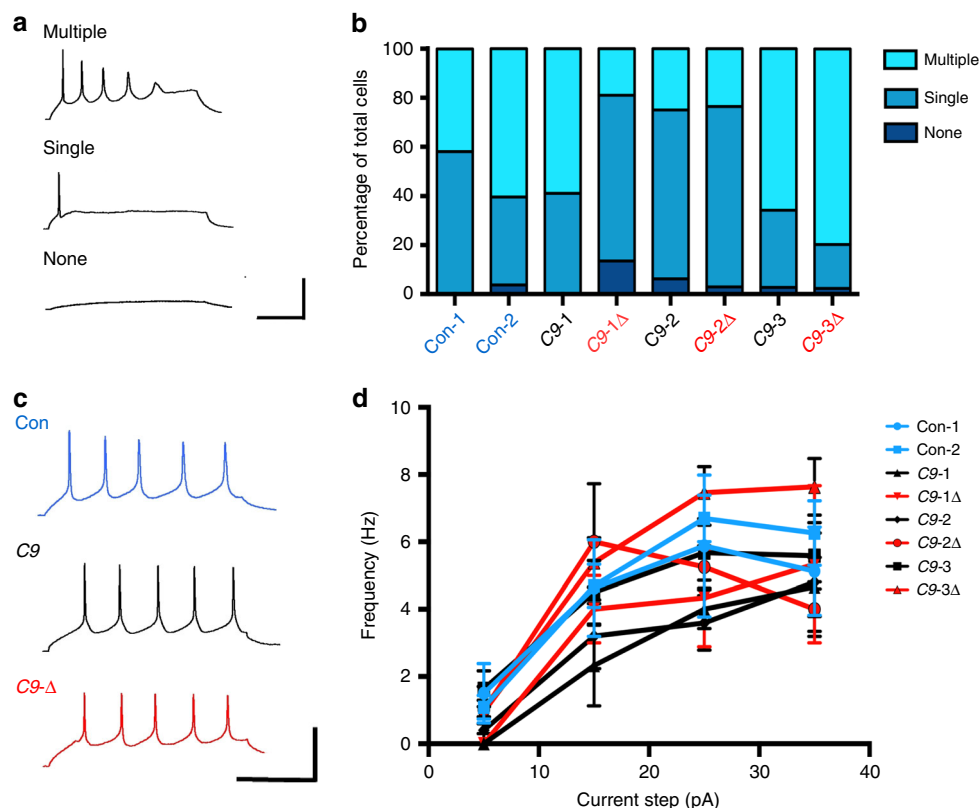 a
Multiple
Single
None
b
Percentage of total cells
100
80
60
40
20
0
Con-1
Con-2
C9-1
C9-1Δ
C9-2
C9-2Δ
C9-3
C9-3Δ
Multiple
Single
None
c
Con
C9
C9-Δ
d
Frequency (Hz)
10
8
6
4
2
0
0 10 20 30 40
Current step (pA)
Con-1
Con-2
C9-1
C9-1Δ
C9-2
C9-2Δ
C9-3
C9-3Δ